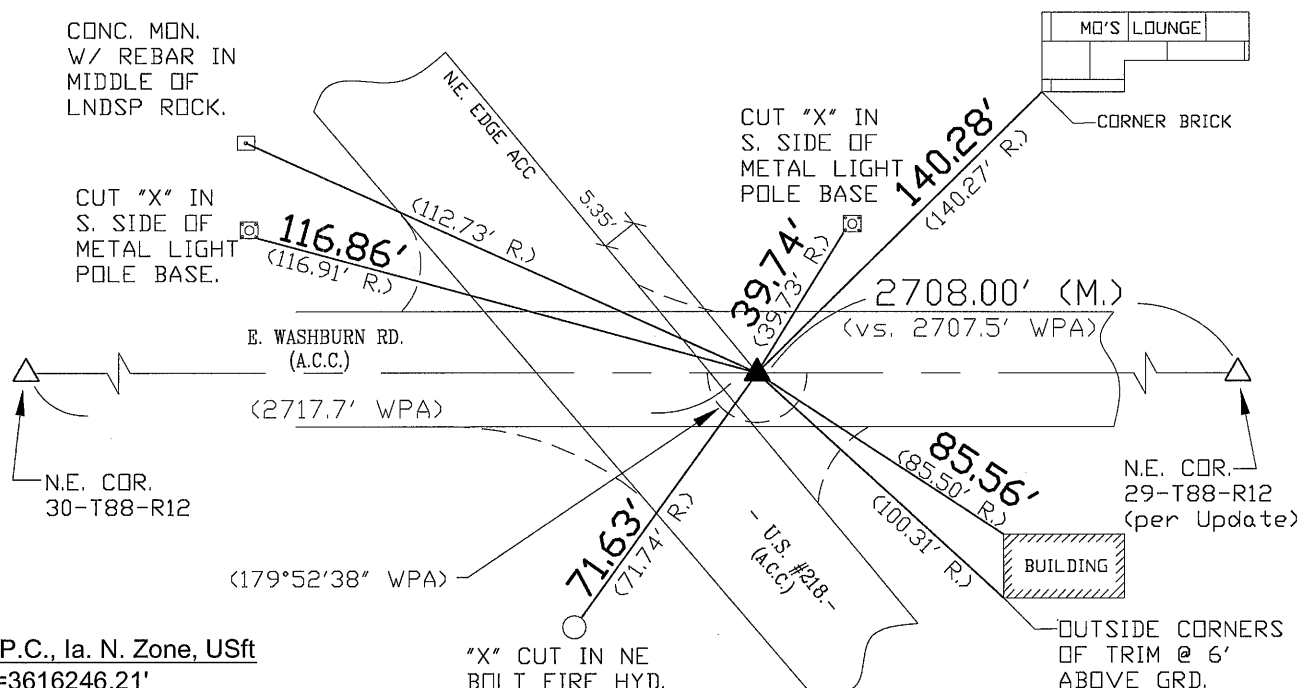 CONC. MON.
W/ REBAR IN
MIDDLE OF
LNDSP ROCK.
MO'S LOUNGE
CORNER BRICK
N.E. EDGE ACC
5.35'
CUT "X" IN
S. SIDE OF
METAL LIGHT
POLE BASE
140.28'
(140.27' R.)
CUT "X" IN
S. SIDE OF
METAL LIGHT
POLE BASE.
(112.73' R.)
116.86'
(116.91' R.)
39.74'
(39.73' R.)
2708.00' (M.)
(vs. 2707.5' WPA)
E. WASHBURN RD.
(A.C.C.)
(2717.7' WPA)
N.E. COR.
30-T88-R12
N.E. COR.
29-T88-R12
(per Update)
85.56'
(85.50' R.)
(100.31' R.)
71.63'
(71.74' R.)
- U.S. #218.-
(A.C.C.)
(179°52'38" WPA)
BUILDING
OUTSIDE CORNERS
OF TRIM @ 6'
ABOVE GRD.
"X" CUT IN NE
BOLT FIRE HYD.
P.C., Ia. N. Zone, USft
=3616246.21'